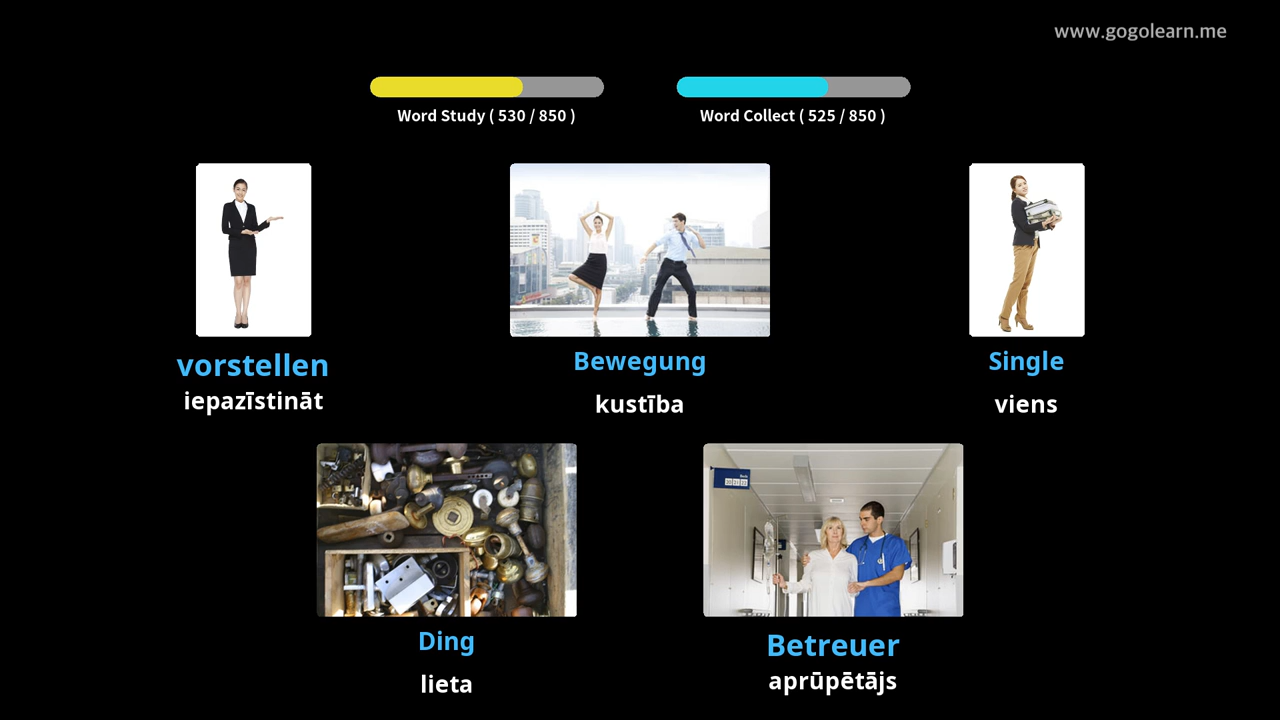 www.gogolearn.me
Word Study ( 530 / 850 )
Word Collect ( 525 / 850 )
vorstellen
iepazīstināt
Bewegung
kustība
Single
viens
Ding
lieta
Betreuer
aprūpētājs